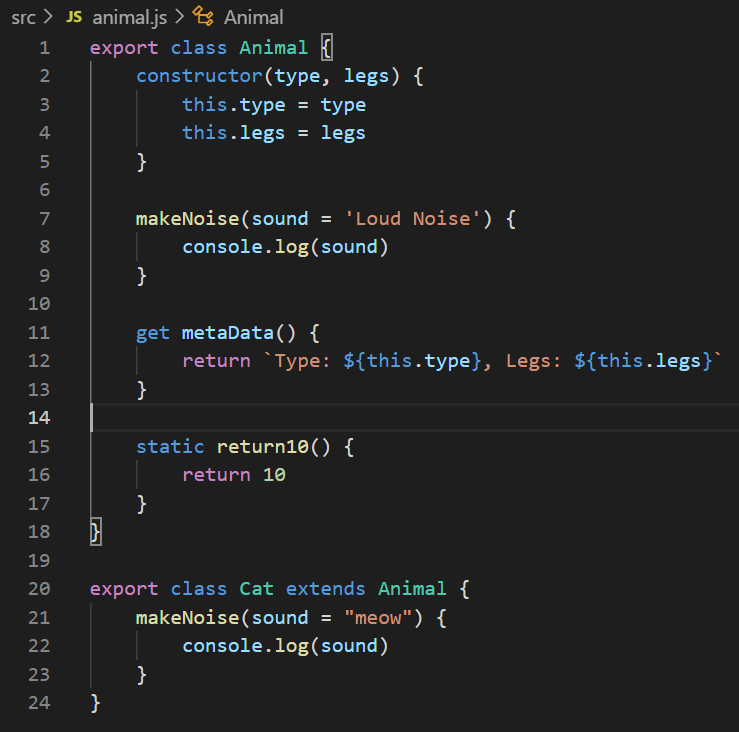 src > JS animal.js > Animal
1 export class Animal {
2     constructor(type, legs) {
3         this.type = type
4         this.legs = legs
5     }
6
7     makeNoise(sound = 'Loud Noise') {
8         console.log(sound)
9     }
10
11     get metaData() {
12         return `Type: ${this.type}, Legs: ${this.legs}`
13     }
14
15     static return10() {
16         return 10
17     }
18 }
19
20 export class Cat extends Animal {
21     makeNoise(sound = "meow") {
22         console.log(sound)
23     }
24 }